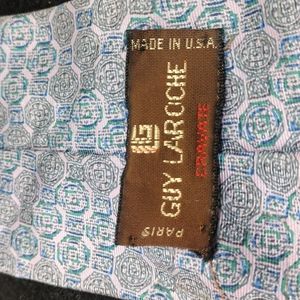 MADE IN U.S.A.
GUY LAROCHE
CRAVATE
PARIS